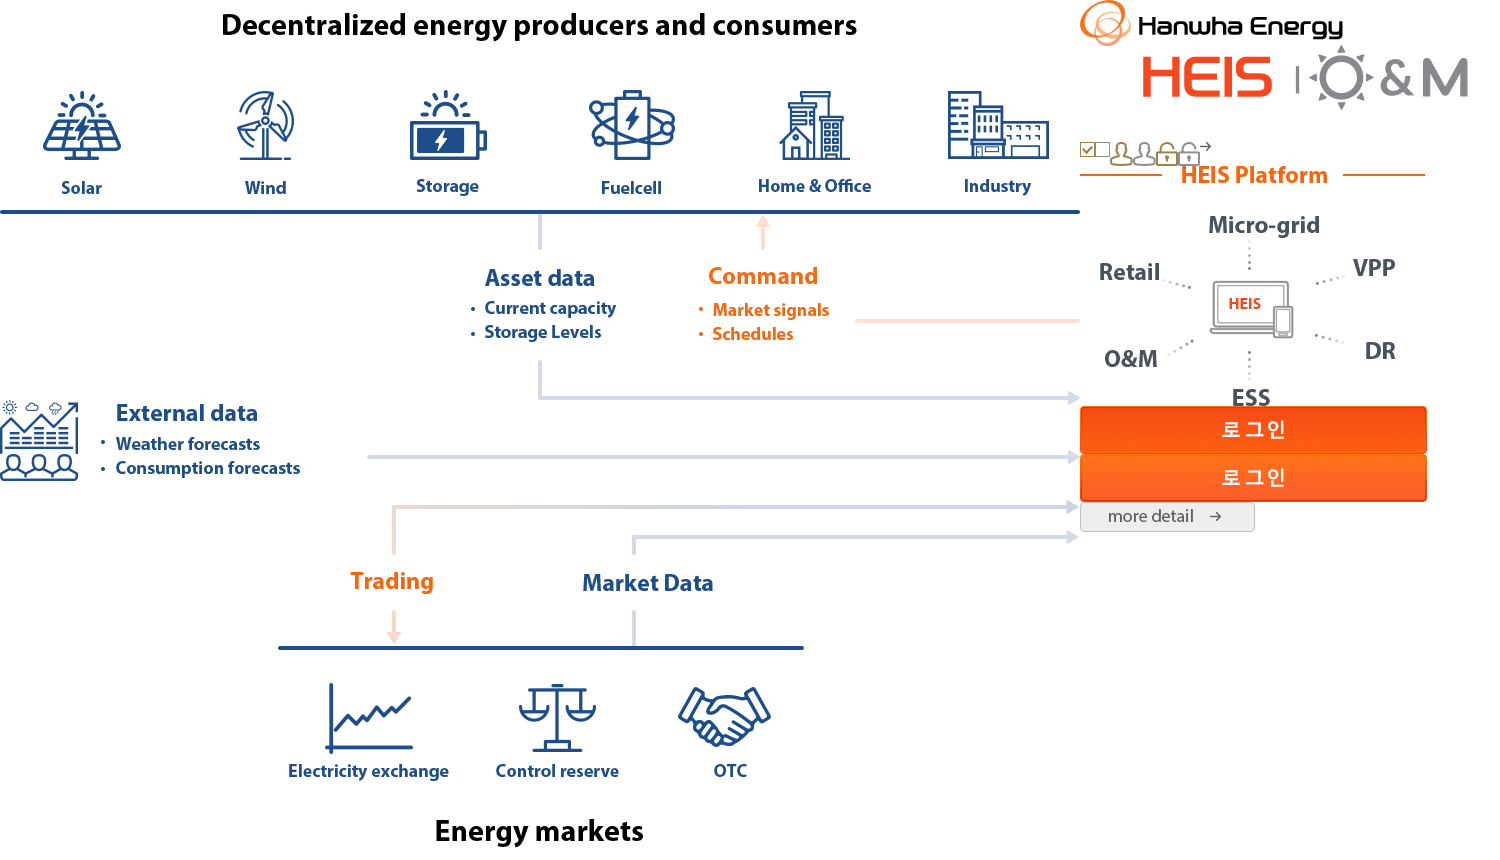 Decentralized energy producers and consumers
Hanwha Energy
HEIS | O&M
Solar
Wind
Storage
Fuelcell
Home & Office
Industry
HEIS Platform
Micro-grid
Retail
VPP
HEIS
O&M
DR
ESS
Asset data
• Current capacity
• Storage Levels
Command
• Market signals
• Schedules
External data
• Weather forecasts
• Consumption forecasts
로그인
로그인
more detail →
Trading
Market Data
Electricity exchange
Control reserve
OTC
Energy markets